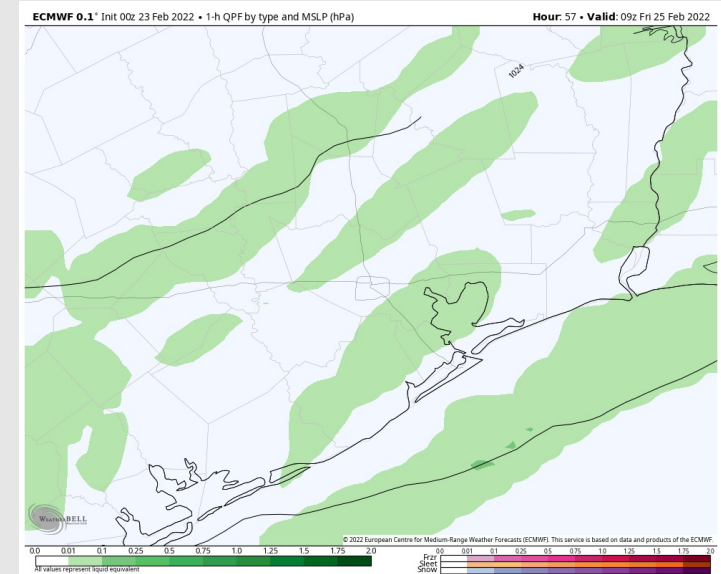 ECMWF 0.1° Init 00z 23 Feb 2022 • 1-h QPF by type and MSLP (hPa)
Hour: 57 • Valid: 09z Fri 25 Feb 2022
1024
WeatherBELL
© 2022 European Centre for Medium-Range Weather Forecasts (ECMWF). This service is based on data and products of the ECMWF.
0.0 0.01 0.1 0.25 0.5 0.75 1.0 1.25 1.5 1.75 2.0
All values represent liquid equivalent
0.0 0.01 0.1 0.25 0.5 0.75 1.0 1.25 1.5 1.75 2.0
Frzr
Sleet
Snow